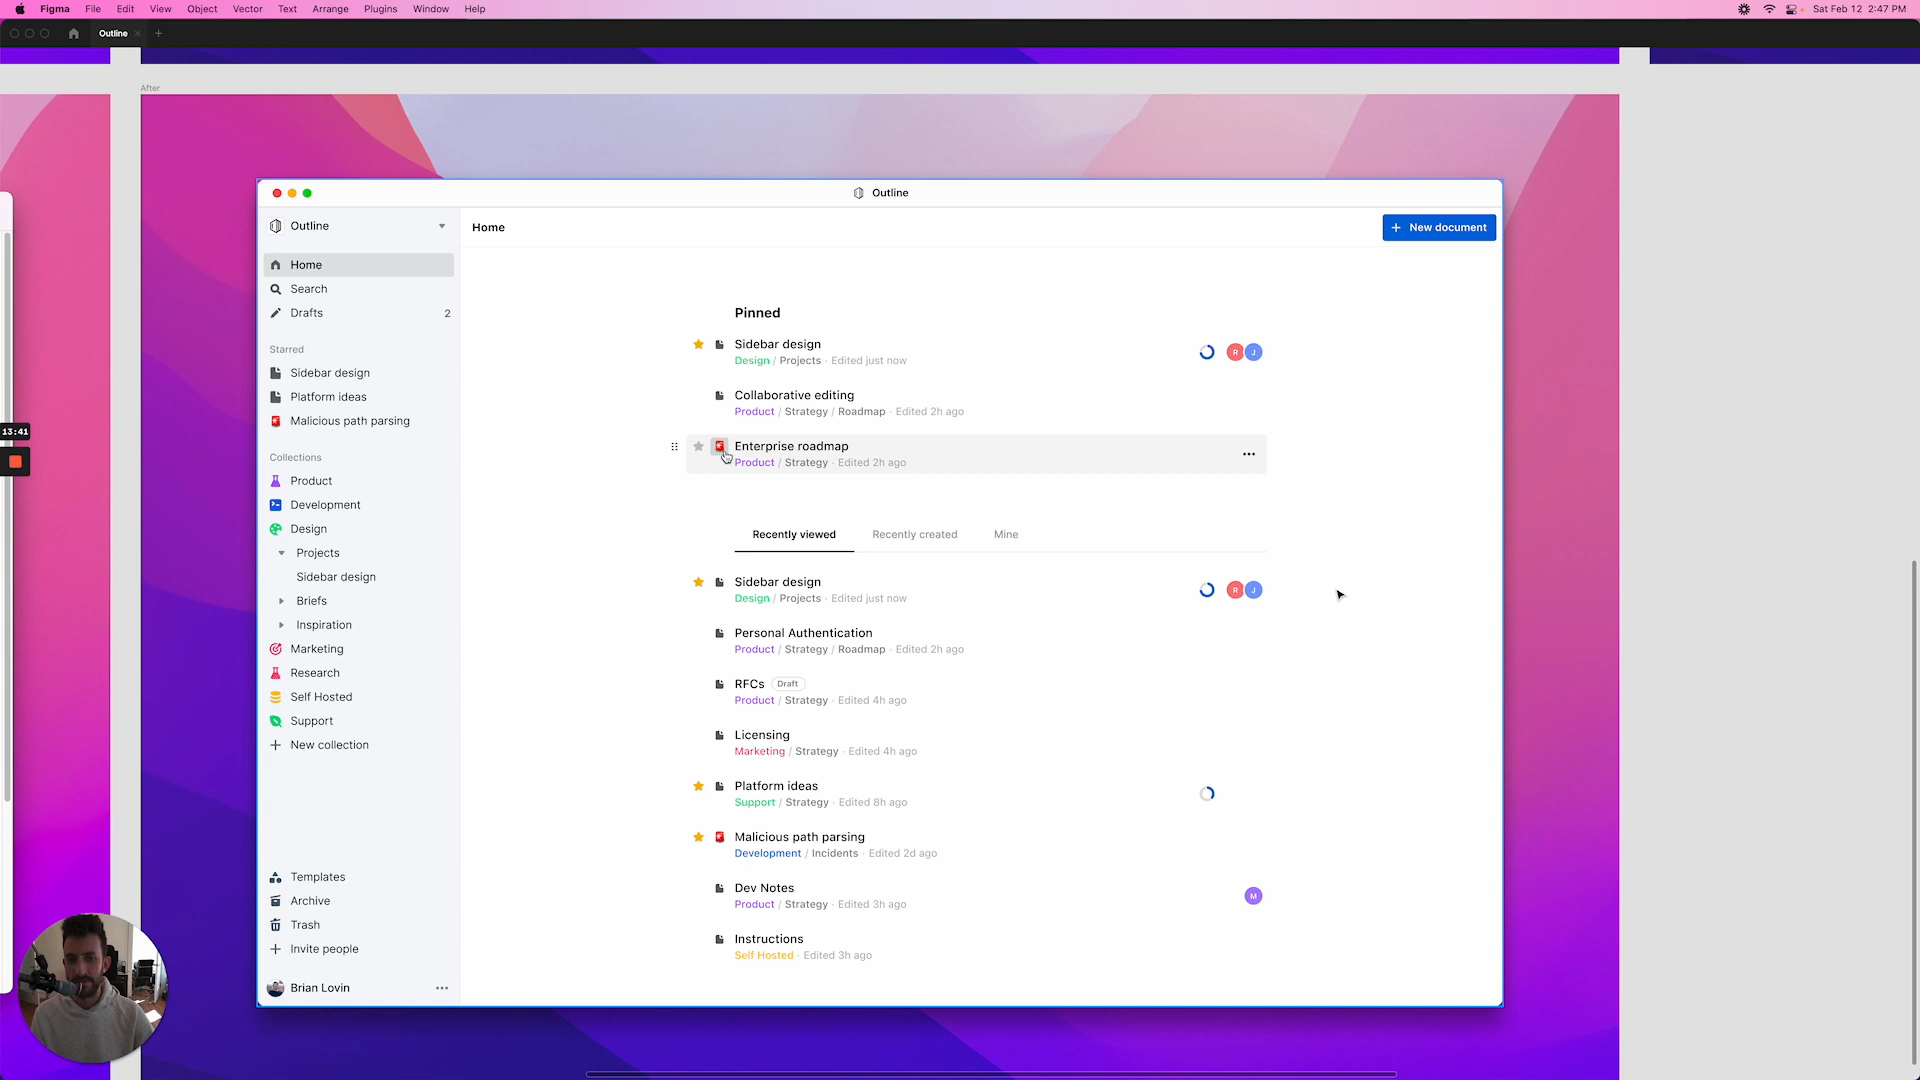 Figma File Edit View Object Vector Text Arrange Plugins Window Help
Sat Feb 12 2:47 PM
Outline
After
Outline
Outline
Home
New document
Home
Search
Drafts 2
Starred
Sidebar design
Platform ideas
Malicious path parsing
13:41
Collections
Product
Development
Design
Projects
Sidebar design
Briefs
Inspiration
Marketing
Research
Self Hosted
Support
New collection
Templates
Archive
Trash
Invite people
Brian Lovin
Pinned
Sidebar design
Design / Projects · Edited just now
R J
Collaborative editing
Product / Strategy / Roadmap · Edited 2h ago
Enterprise roadmap
Product / Strategy · Edited 2h ago
Recently viewed Recently created Mine
Sidebar design
Design / Projects · Edited just now
R J
Personal Authentication
Product / Strategy / Roadmap · Edited 2h ago
RFCs Draft
Product / Strategy · Edited 4h ago
Licensing
Marketing / Strategy · Edited 4h ago
Platform ideas
Support / Strategy · Edited 8h ago
Malicious path parsing
Development / Incidents · Edited 2d ago
Dev Notes
Product / Strategy · Edited 3h ago
M
Instructions
Self Hosted · Edited 3h ago